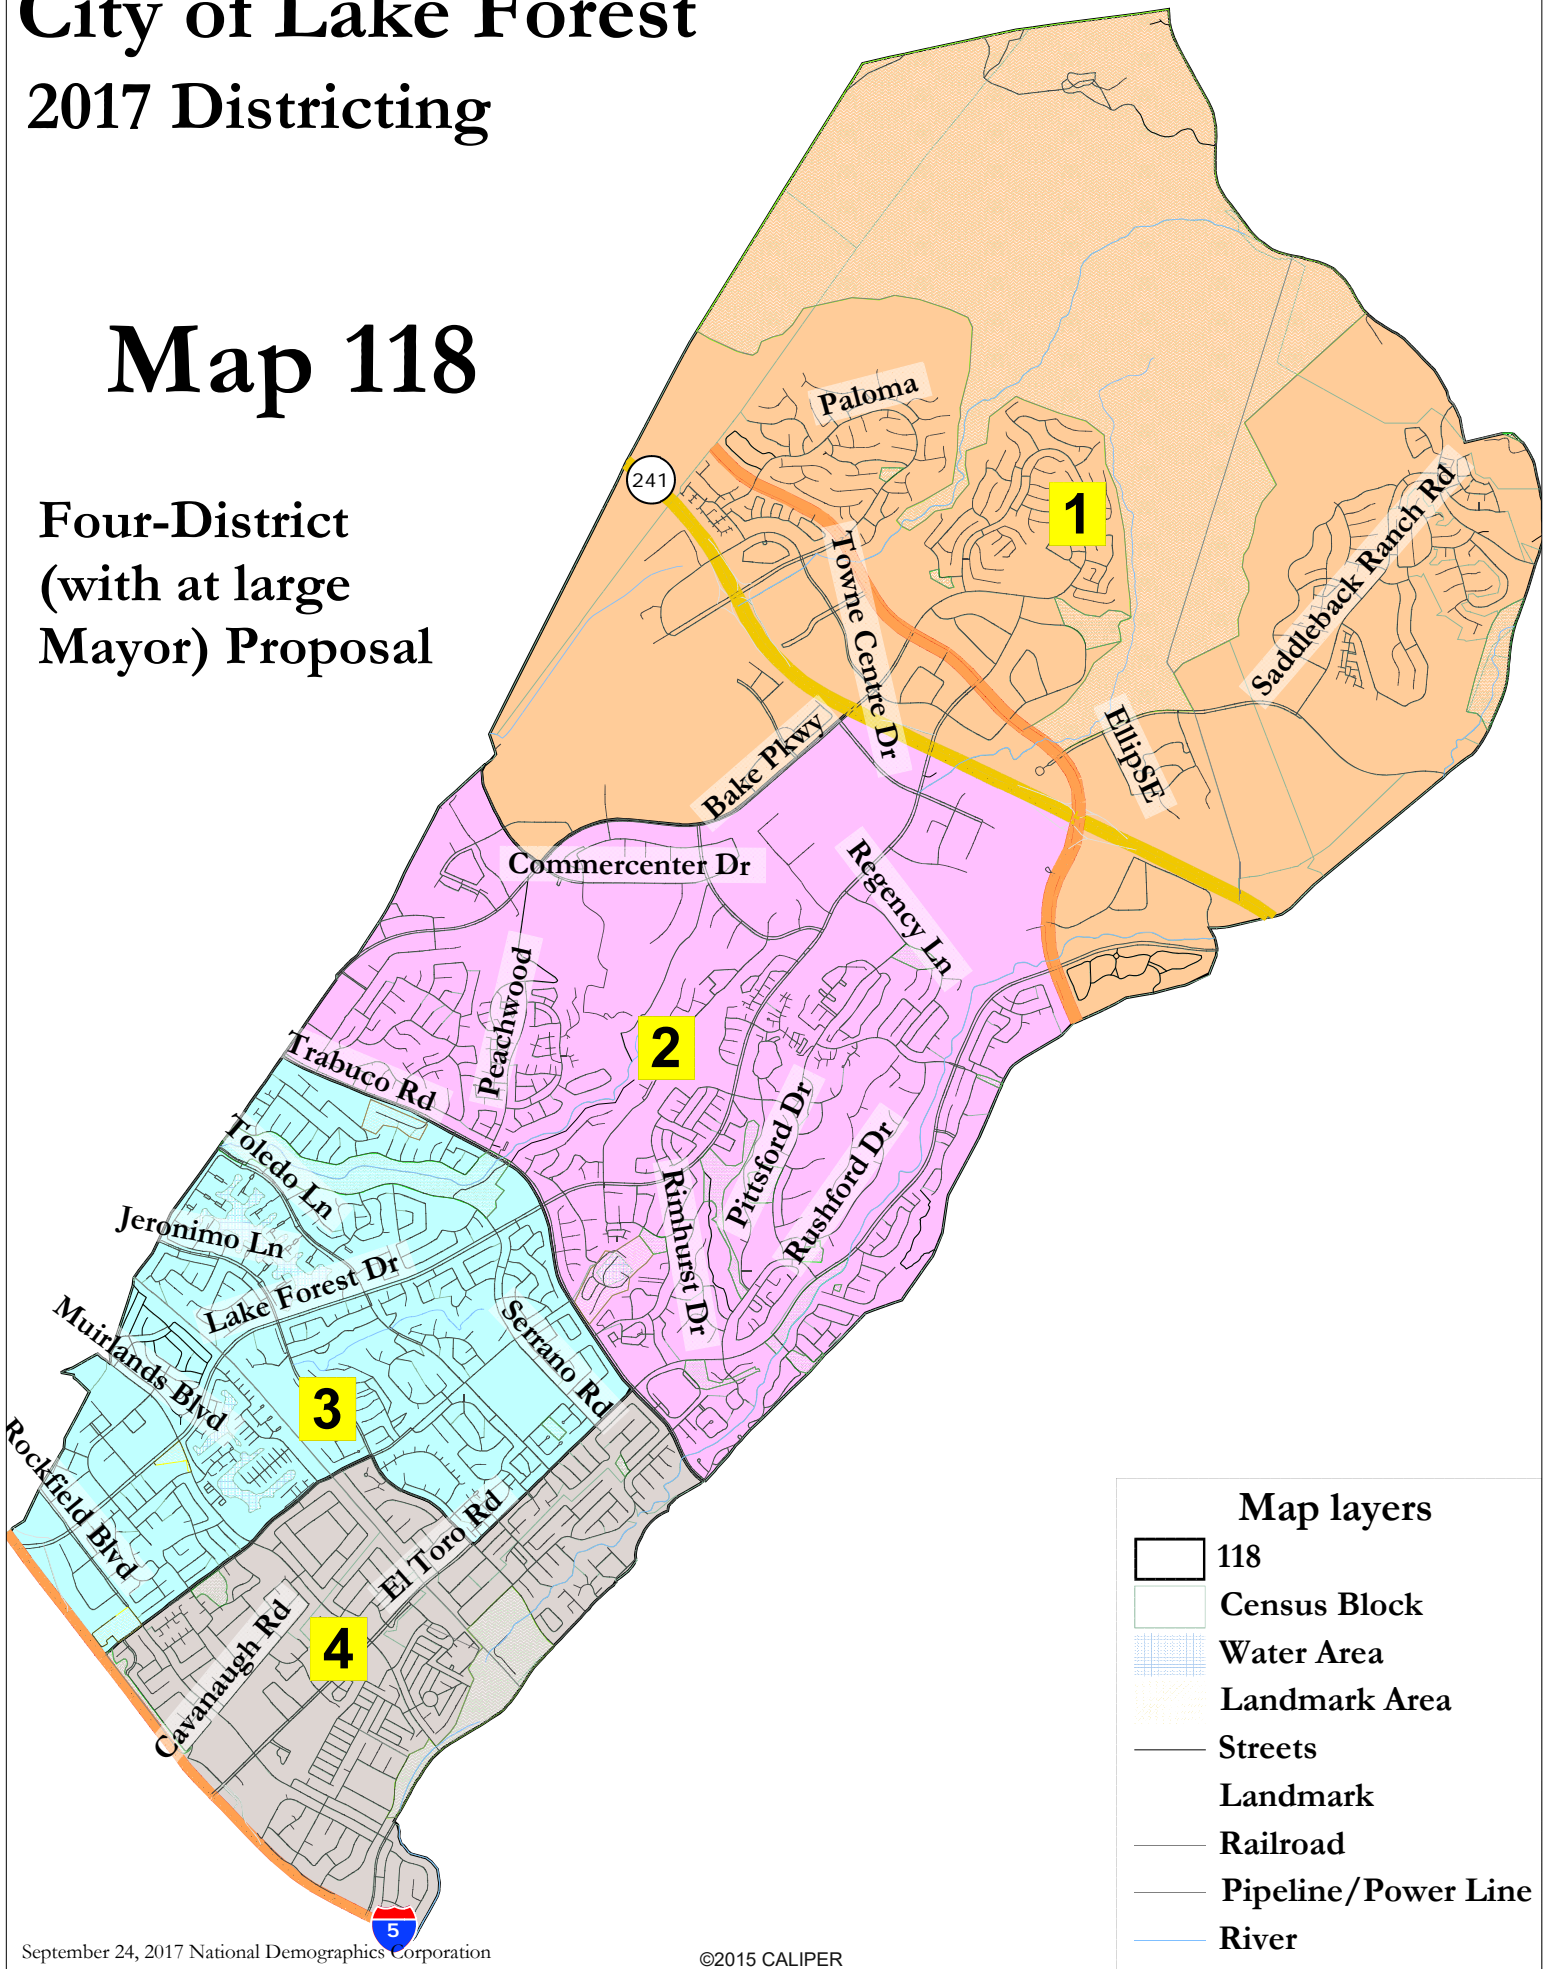 City of Lake Forest
2017 Districting
Map 118
Four-District
(with at large
Mayor) Proposal
Paloma
241
1
Towne Centre Dr
Saddleback Ranch Rd
EllipSE
Bake Pkwy
Commercenter Dr
Regency Ln
Peachwood
2
Trabuco Rd
Pittsford Dr
Rushford Dr
Rimhurst Dr
Toledo Ln
Jeronimo Ln
Lake Forest Dr
Muirlands Blvd
Serrano Rd
3
Rockfield Blvd
El Toro Rd
Cavanaugh Rd
4
5
Map layers
118
Census Block
Water Area
Landmark Area
Streets
Landmark
Railroad
Pipeline/Power Line
River
September 24, 2017 National Demographics Corporation
©2015 CALIPER